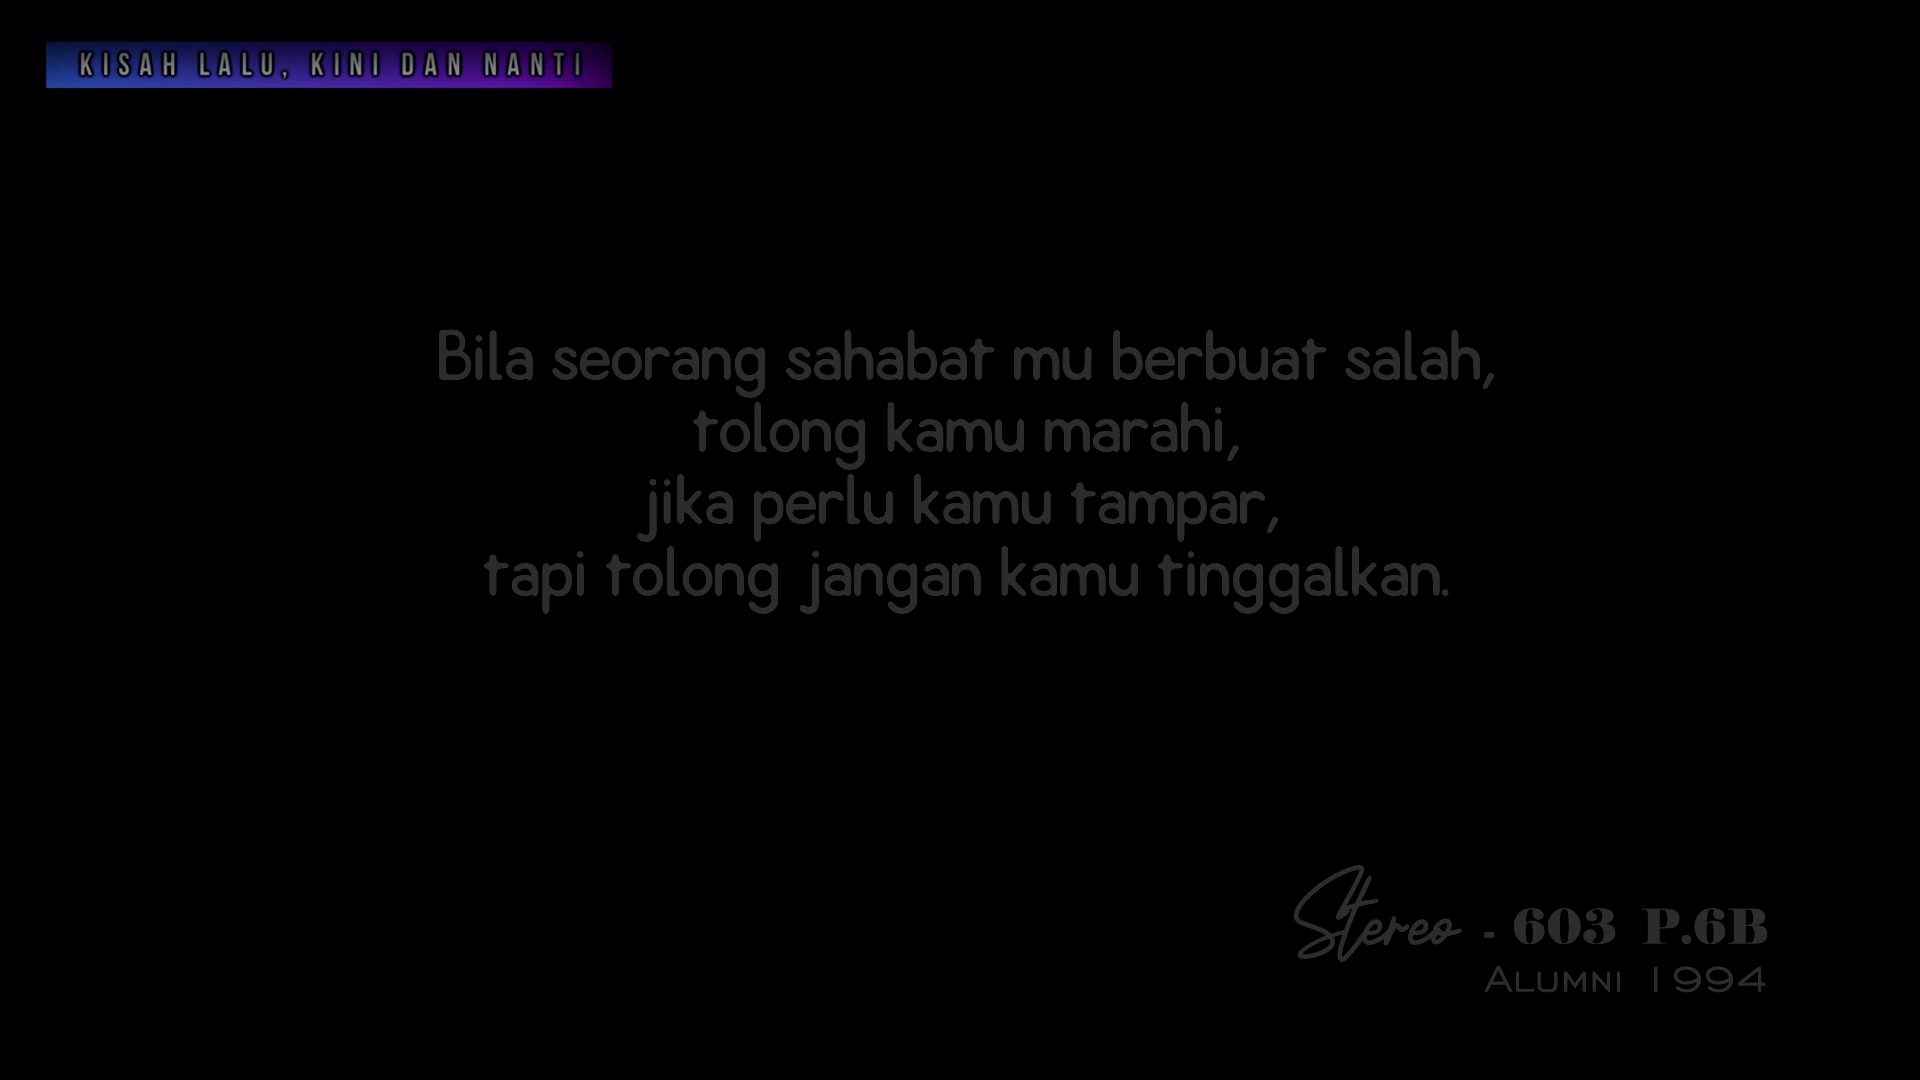 KISAH LALU, KINI DAN NANTI
Bila seorang sahabat mu berbuat salah,
tolong kamu marahi,
jika perlu kamu tampar,
tapi tolong jangan kamu tinggalkan.
Stereo - 603 P.6B
ALUMNI 1994